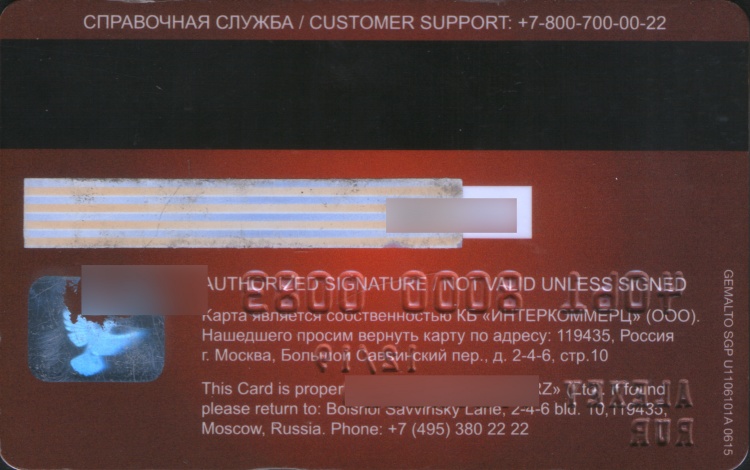 СПРАВОЧНАЯ СЛУЖБА / CUSTOMER SUPPORT: +7-800-700-00-22
AUTHORIZED SIGNATURE / NOT VALID UNLESS SIGNED
Карта является собственностью КБ «ИНТЕРКОММЕРЦ» (ООО).
Нашедшего просим вернуть карту по адресу: 119435, Россия
г. Москва, Большой Саввинский пер., д. 2-4-6, стр.10
This Card is (Ltd). If found
please return to: Bolshoi Savvinsky Lane, 2-4-6 bld. 10,119435,
Moscow, Russia. Phone: +7 (495) 380 22 22
GEMALTO SGP U1106101A 0615